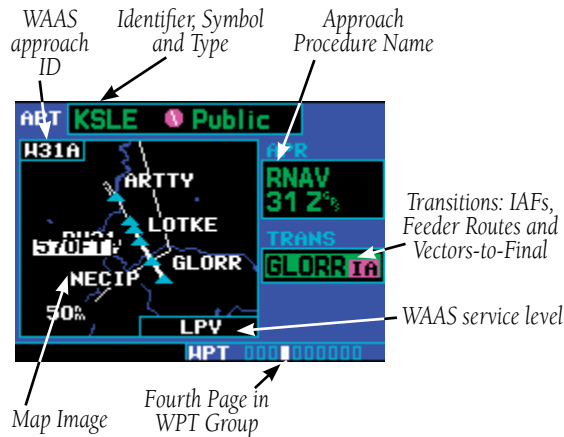 WAAS
approach
ID
Identifier, Symbol
and Type
Approach
Procedure Name
APT KSLE Public
W31A
APR
RNAV
31 Z GPS
ARTTY
LOTKE
570FT
GLORR
NECIP
TRANS
GLORR IA
Transitions: IAFs,
Feeder Routes and
Vectors-to-Final
50
LPV
WAAS service level
WPT
Map Image
Fourth Page in
WPT Group